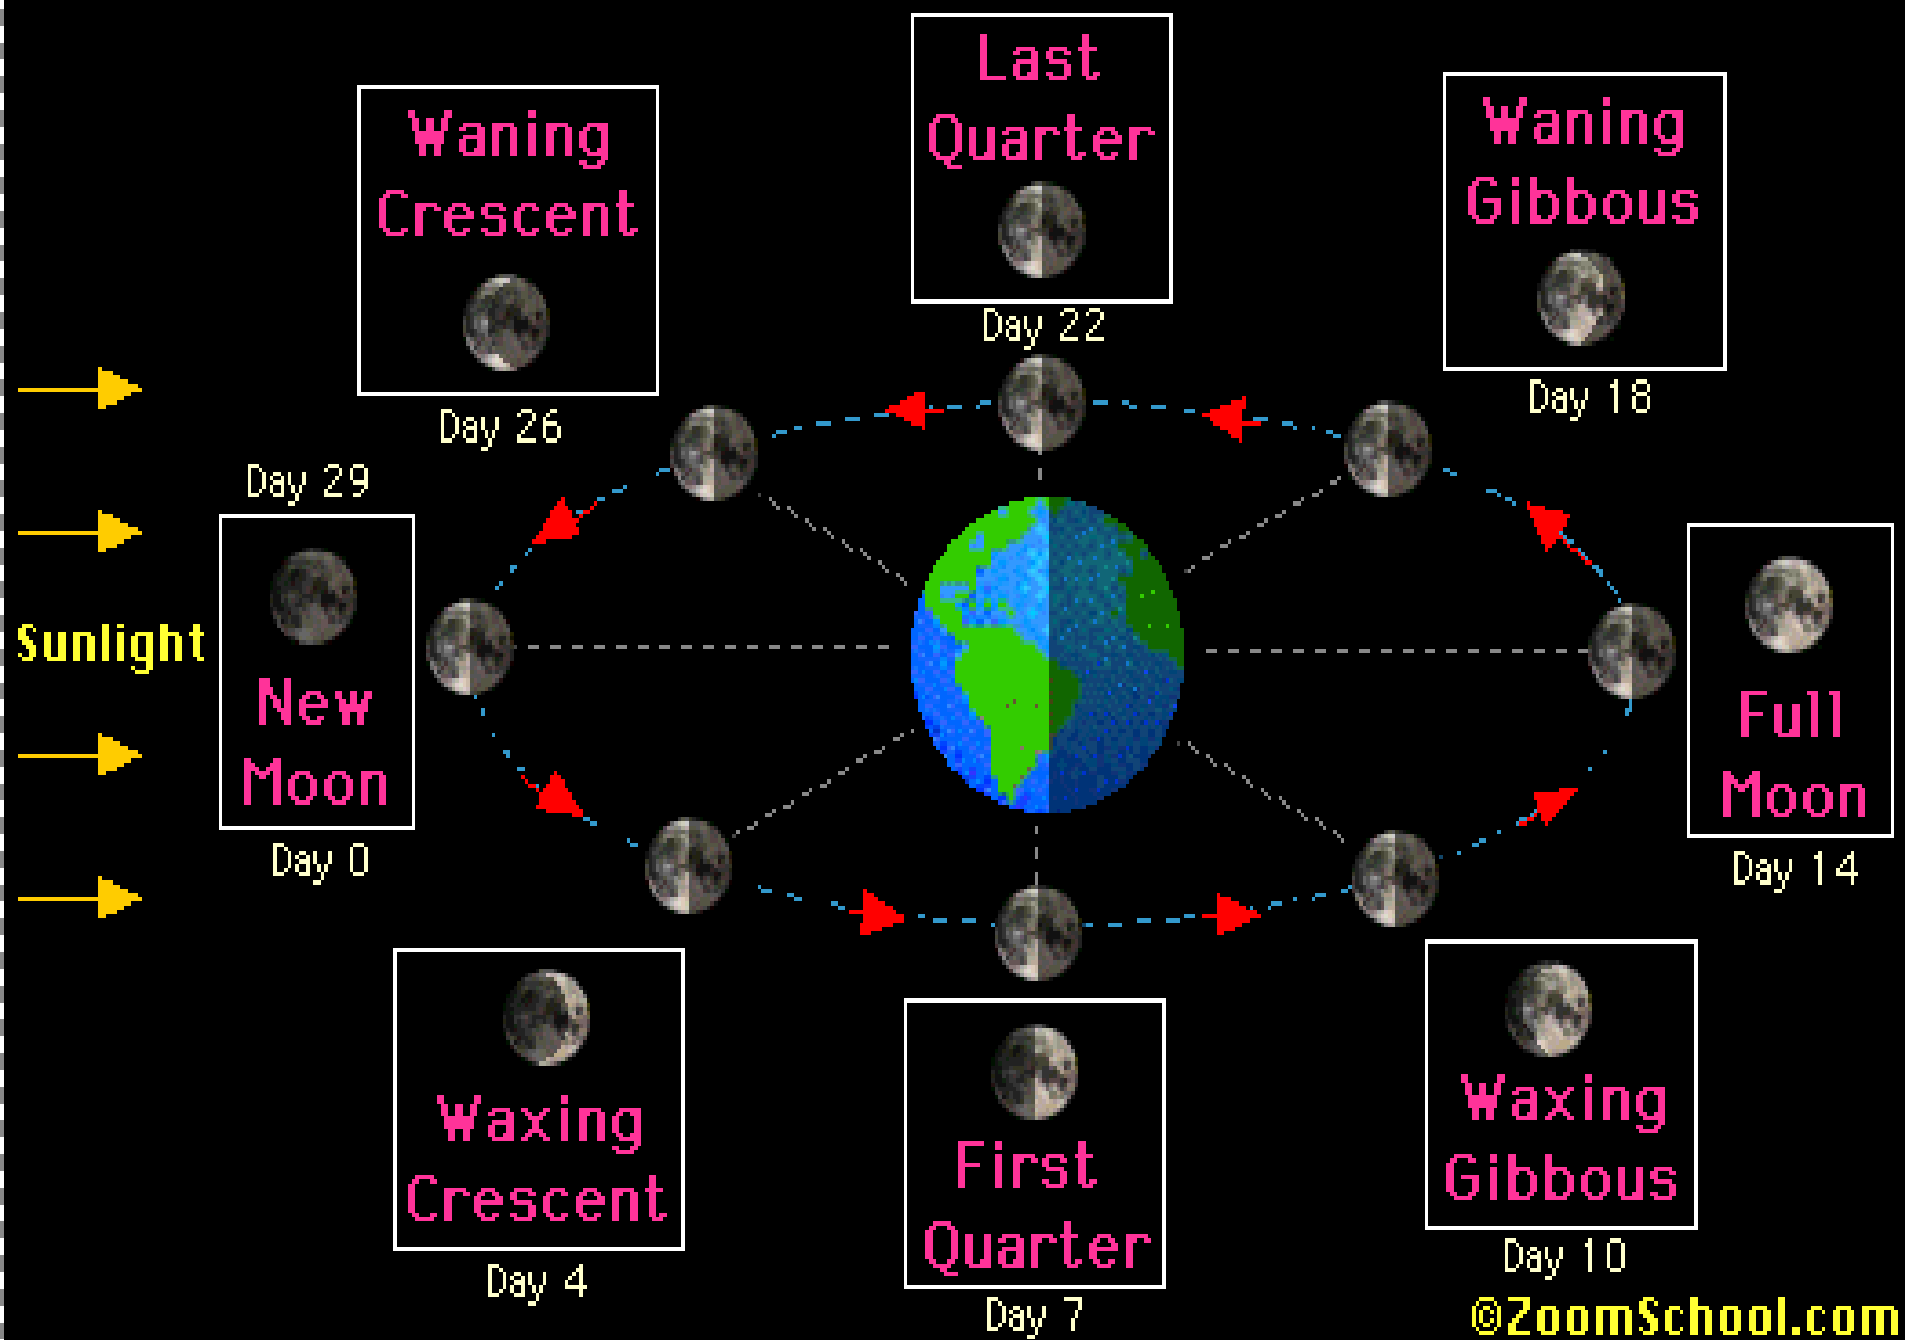 Last
Quarter
Day 22
Waning
Crescent
Day 26
Waning
Gibbous
Day 18
Day 29
New
Moon
Day 0
Sunlight
Full
Moon
Day 14
Waxing
Crescent
Day 4
First
Quarter
Day 7
Waxing
Gibbous
Day 10
©ZoomSchool.com